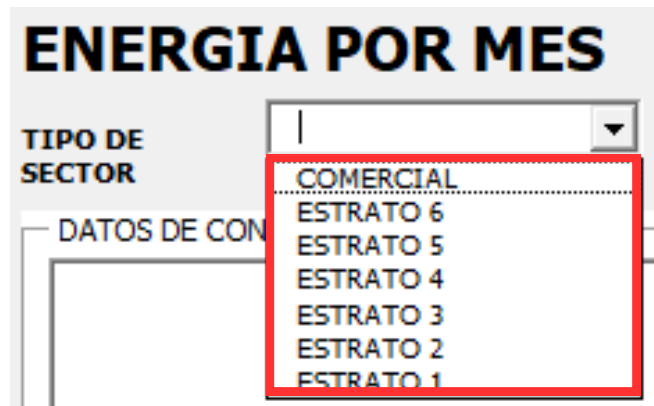 ENERGIA POR MES
TIPO DE
SECTOR
COMERCIAL
ESTRATO 6
DATOS DE CON
ESTRATO 5
ESTRATO 4
ESTRATO 3
ESTRATO 2
ESTRATO 1